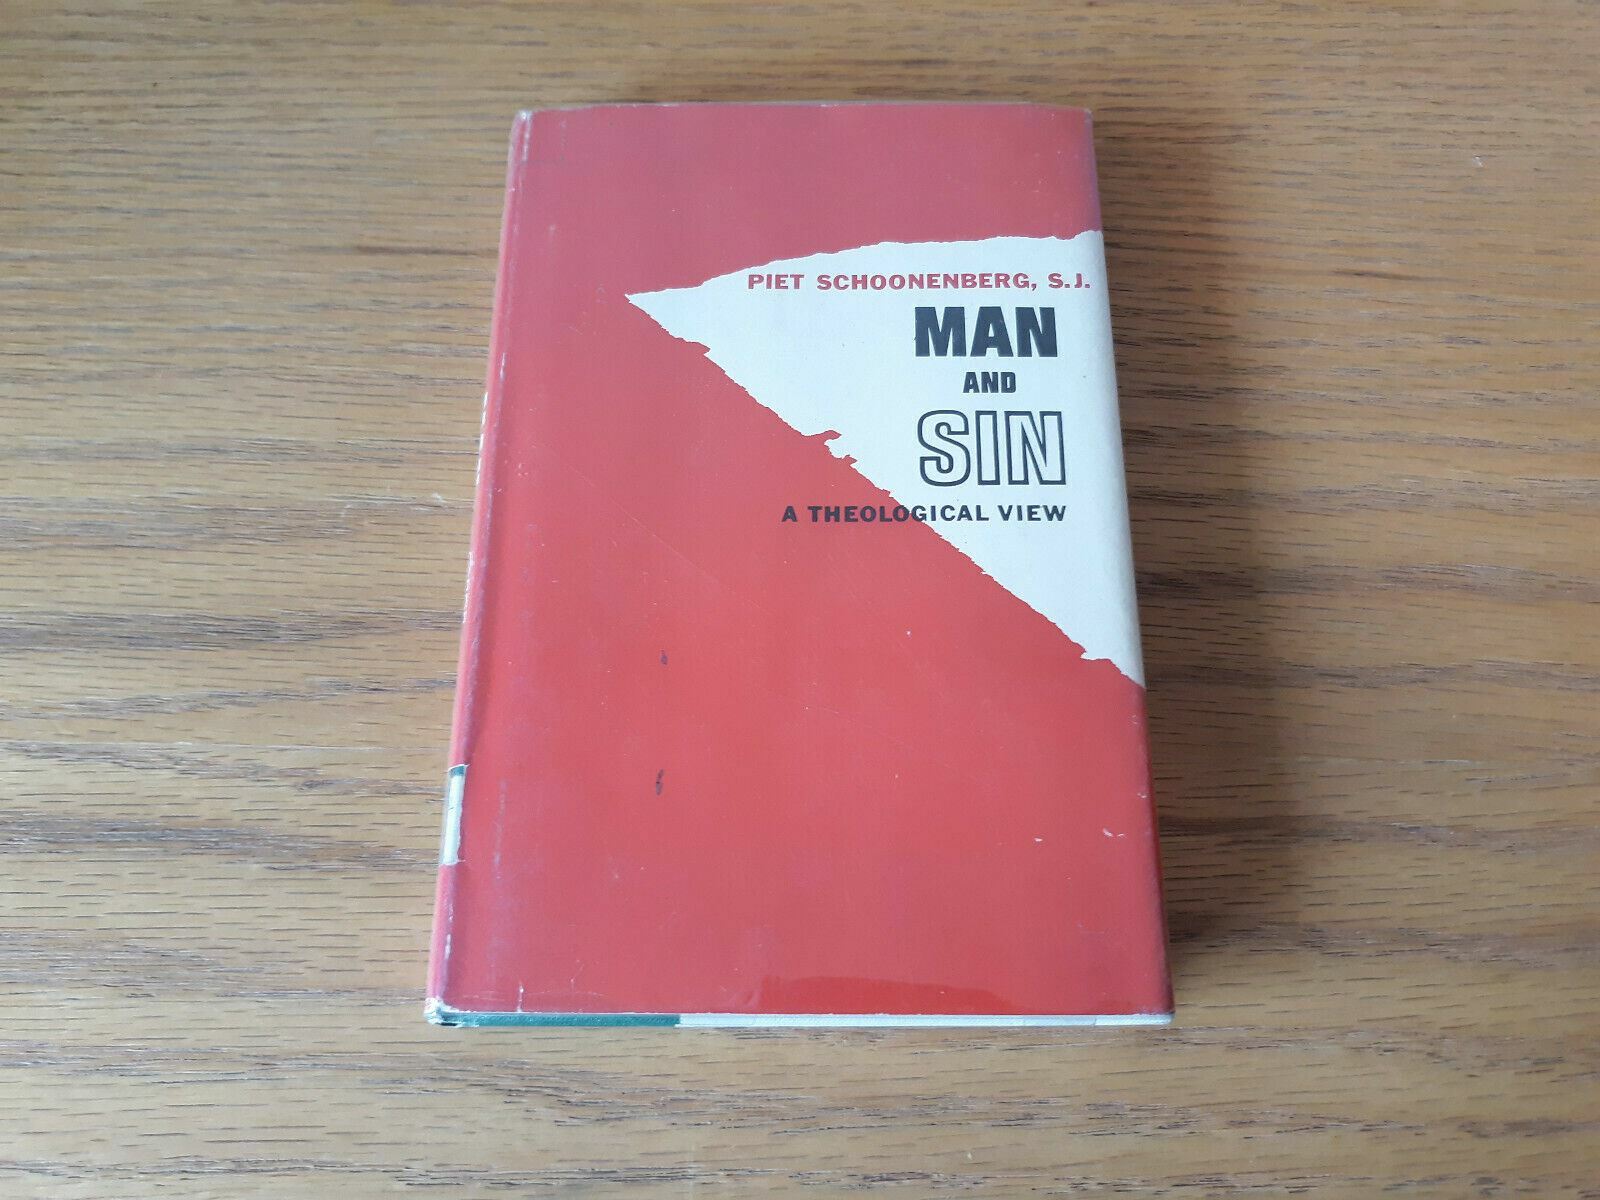 PIET SCHOONENBERG, S.J.
MAN
AND
SIN
A THEOLOGICAL VIEW